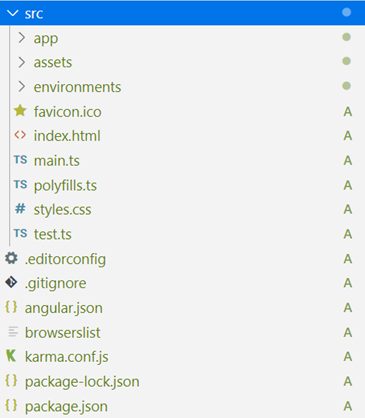 src
app
assets
environments
favicon.ico A
<> index.html A
TS main.ts A
TS polyfills.ts A
# styles.css A
TS test.ts A
.editorconfig A
.gitignore A
{} angular.json A
browserslist A
K karma.conf.js A
{} package-lock.json A
{} package.json A